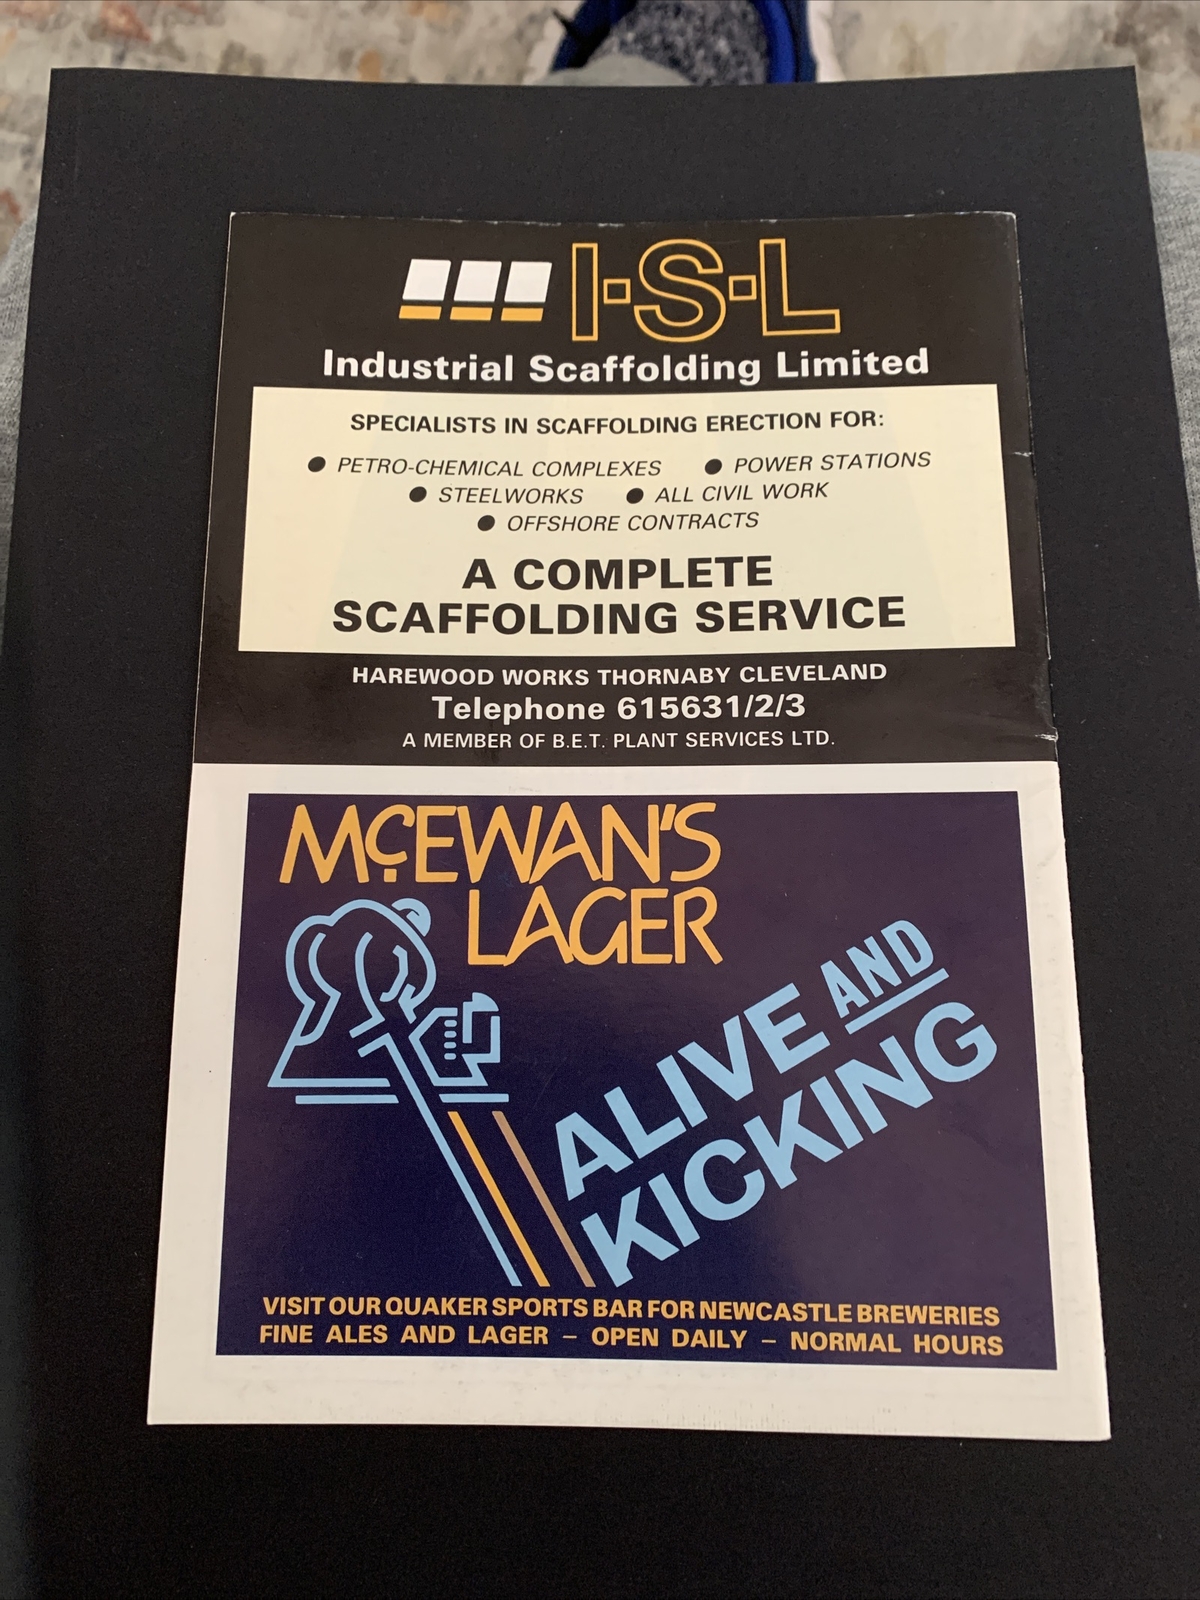 I·S·L
Industrial Scaffolding Limited
SPECIALISTS IN SCAFFOLDING ERECTION FOR:
● PETRO-CHEMICAL COMPLEXES ● POWER STATIONS
● STEELWORKS ● ALL CIVIL WORK
● OFFSHORE CONTRACTS
A COMPLETE
SCAFFOLDING SERVICE
HAREWOOD WORKS THORNABY CLEVELAND
Telephone 615631/2/3
A MEMBER OF B.E.T. PLANT SERVICES LTD.
McEWAN'S
LAGER
ALIVE AND
KICKING
VISIT OUR QUAKER SPORTS BAR FOR NEWCASTLE BREWERIES
FINE ALES AND LAGER – OPEN DAILY – NORMAL HOURS